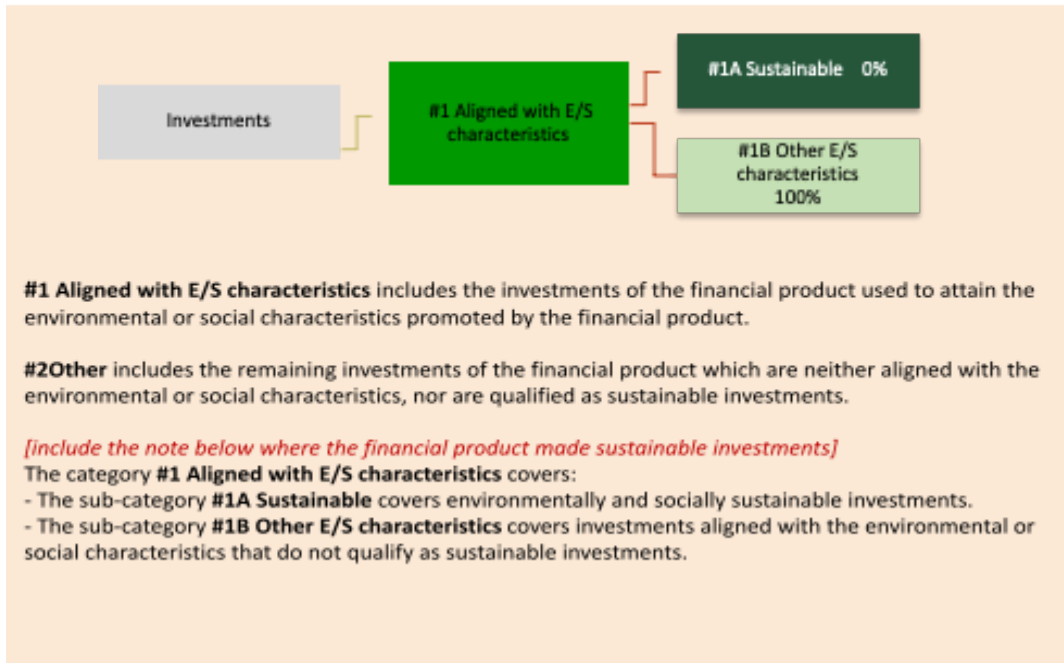 #1A Sustainable 0%
Investments
#1 Aligned with E/S
characteristics
#1B Other E/S
characteristics
100%
#1 Aligned with E/S characteristics includes the investments of the financial product used to attain the
environmental or social characteristics promoted by the financial product.
#2Other includes the remaining investments of the financial product which are neither aligned with the
environmental or social characteristics, nor are qualified as sustainable investments.
[include the note below where the financial product made sustainable investments]
The category #1 Aligned with E/S characteristics covers:
- The sub-category #1A Sustainable covers environmentally and socially sustainable investments.
- The sub-category #1B Other E/S characteristics covers investments aligned with the environmental or
social characteristics that do not qualify as sustainable investments.